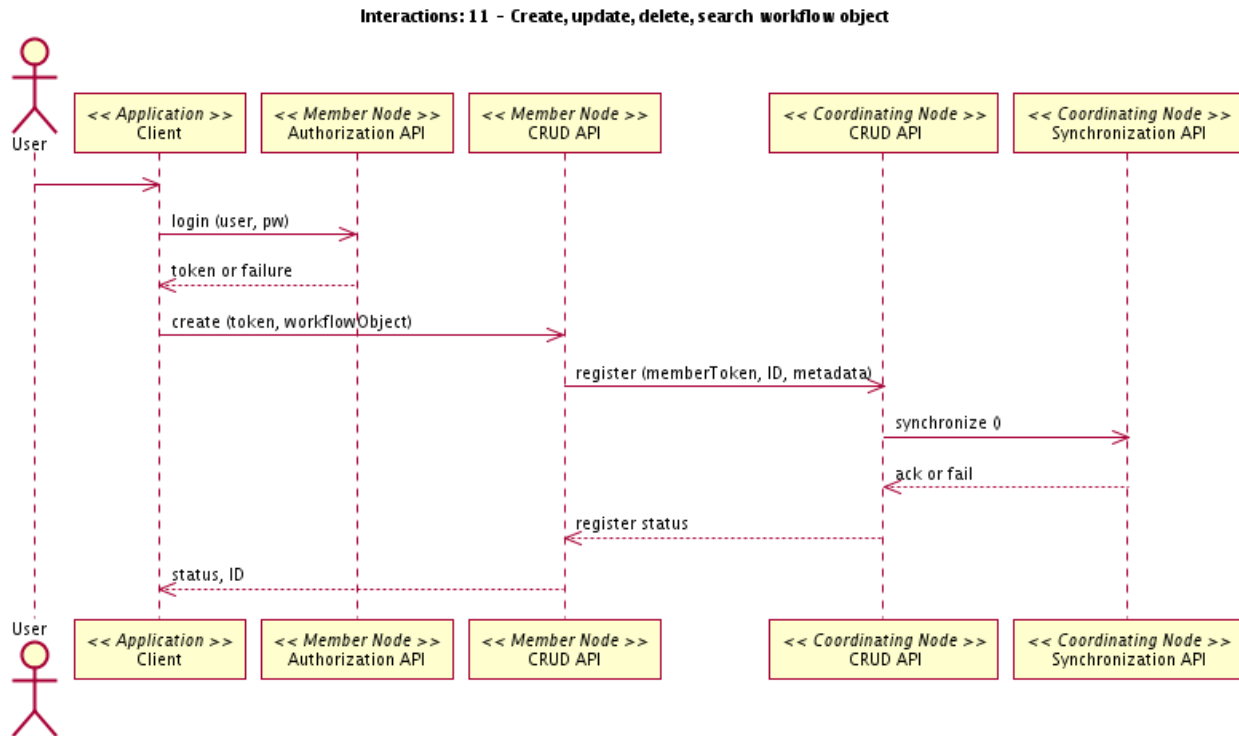 Interactions: 11 - Create, update, delete, search workflow object
User
<< Application >>
Client
<< Member Node >>
Authorization API
<< Member Node >>
CRUD API
<< Coordinating Node >>
CRUD API
<< Coordinating Node >>
Synchronization API
login (user, pw)
token or failure
create (token, workflowObject)
register (memberToken, ID, metadata)
synchronize ()
ack or fail
register status
status, ID
User
<< Application >>
Client
<< Member Node >>
Authorization API
<< Member Node >>
CRUD API
<< Coordinating Node >>
CRUD API
<< Coordinating Node >>
Synchronization API